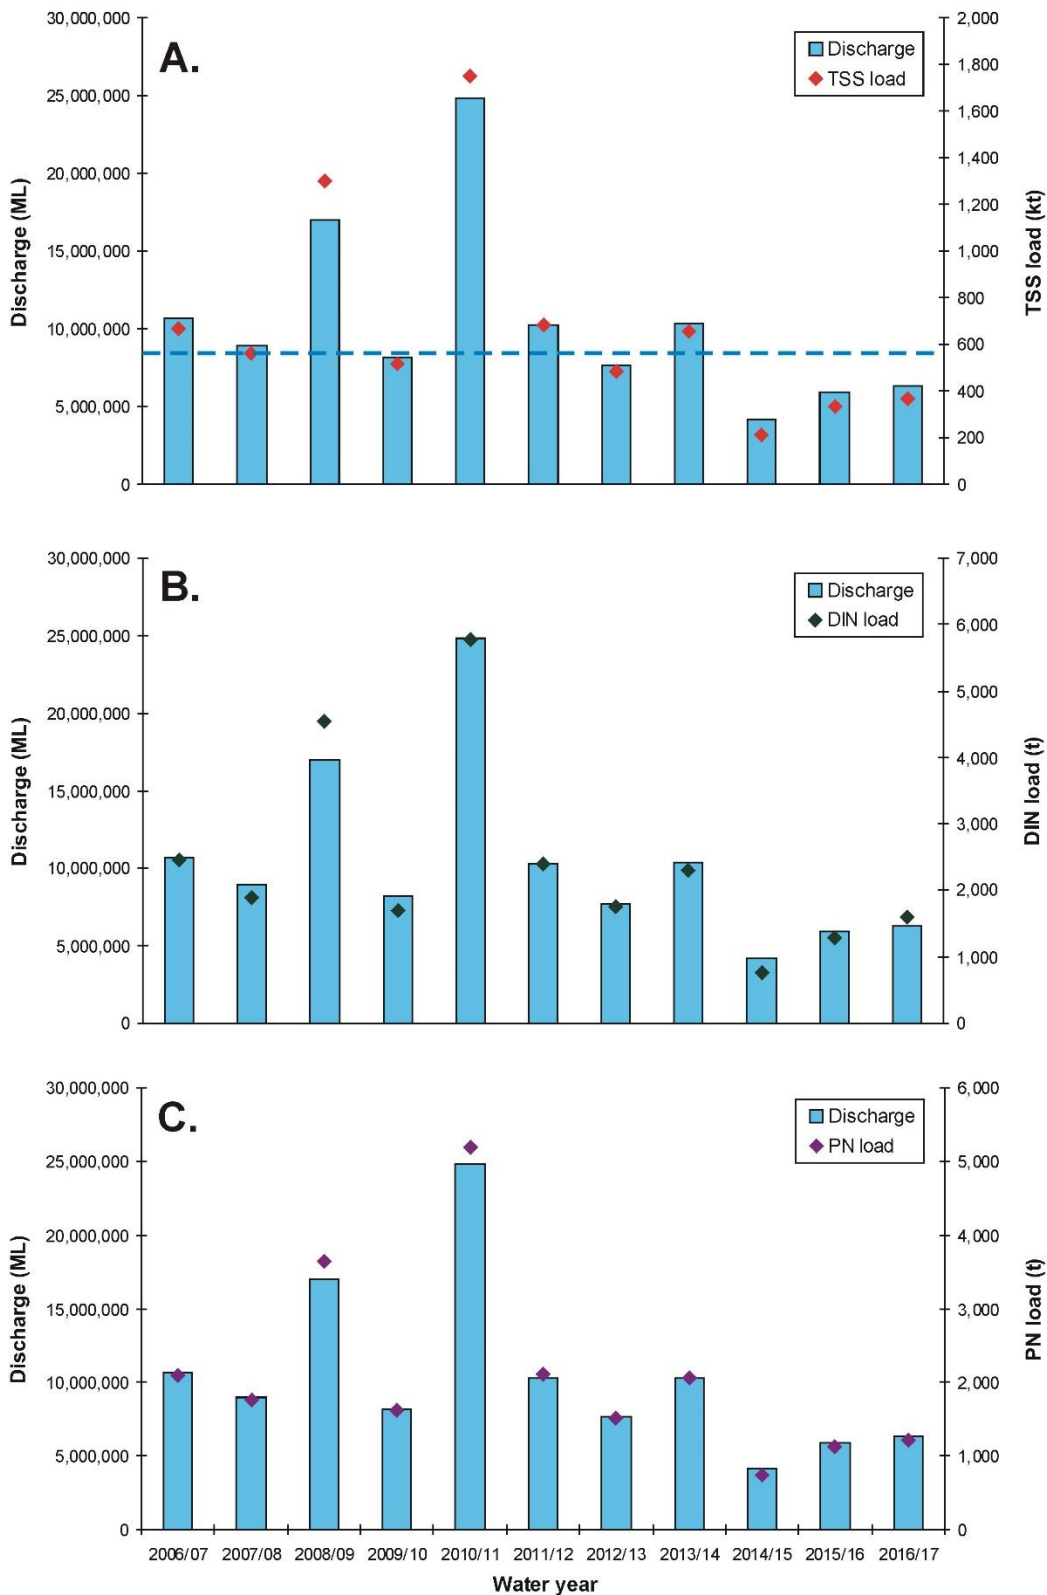 A.
Discharge
TSS load
Discharge (ML)
30,000,000
25,000,000
20,000,000
15,000,000
10,000,000
5,000,000
0
2,000
1,800
1,600
1,400
1,200
1,000
800
600
400
200
0
TSS load (kt)
B.
Discharge
DIN load
Discharge (ML)
30,000,000
25,000,000
20,000,000
15,000,000
10,000,000
5,000,000
0
7,000
6,000
5,000
4,000
3,000
2,000
1,000
0
DIN load (t)
C.
Discharge
PN load
Discharge (ML)
30,000,000
25,000,000
20,000,000
15,000,000
10,000,000
5,000,000
0
6,000
5,000
4,000
3,000
2,000
1,000
0
PN load (t)
2006/07 2007/08 2008/09 2009/10 2010/11 2011/12 2012/13 2013/14 2014/15 2015/16 2016/17
Water year